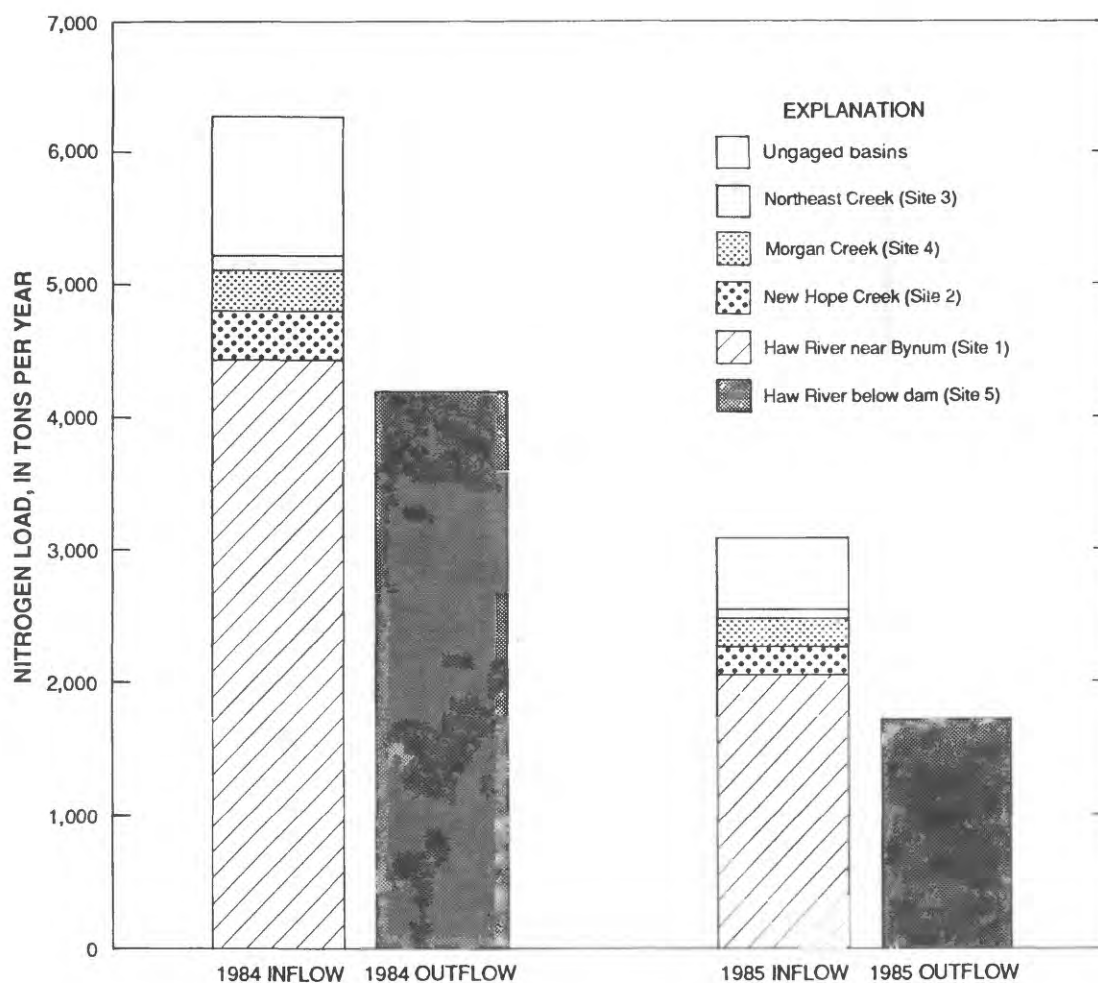 7,000
6,000
5,000
4,000
3,000
2,000
1,000
0
NITROGEN LOAD, IN TONS PER YEAR
EXPLANATION
Ungaged basins
Northeast Creek (Site 3)
Morgan Creek (Site 4)
New Hope Creek (Site 2)
Haw River near Bynum (Site 1)
Haw River below dam (Site 5)
1984 INFLOW 1984 OUTFLOW 1985 INFLOW 1985 OUTFLOW